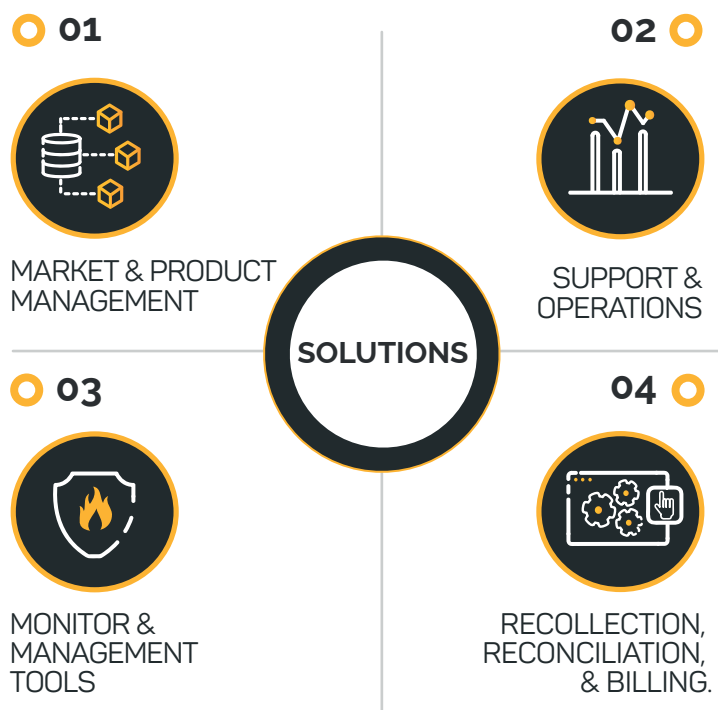 01
MARKET & PRODUCT
MANAGEMENT
02
SUPPORT &
OPERATIONS
SOLUTIONS
03
MONITOR &
MANAGEMENT
TOOLS
04
RECOLLECTION,
RECONCILIATION,
& BILLING.